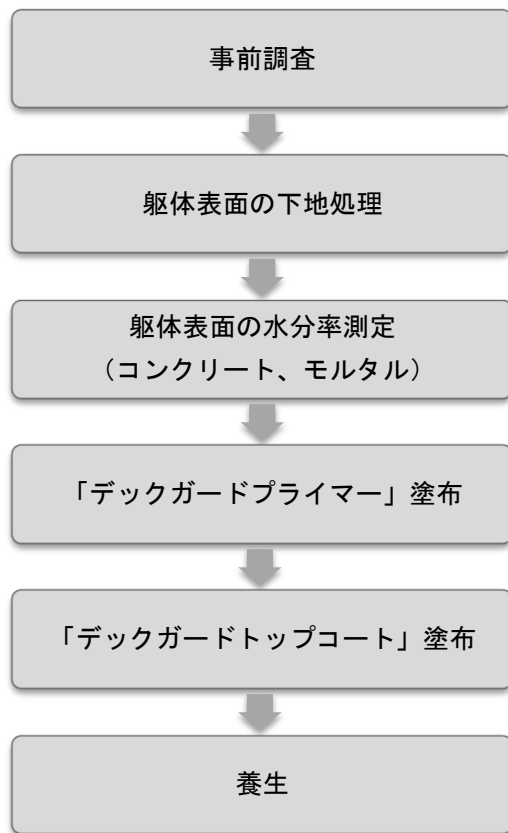 事前調査
躯体表面の下地処理
躯体表面の水分率測定
（コンクリート、モルタル）
「デックガードプライマー」塗布
「デックガードトップコート」塗布
養生